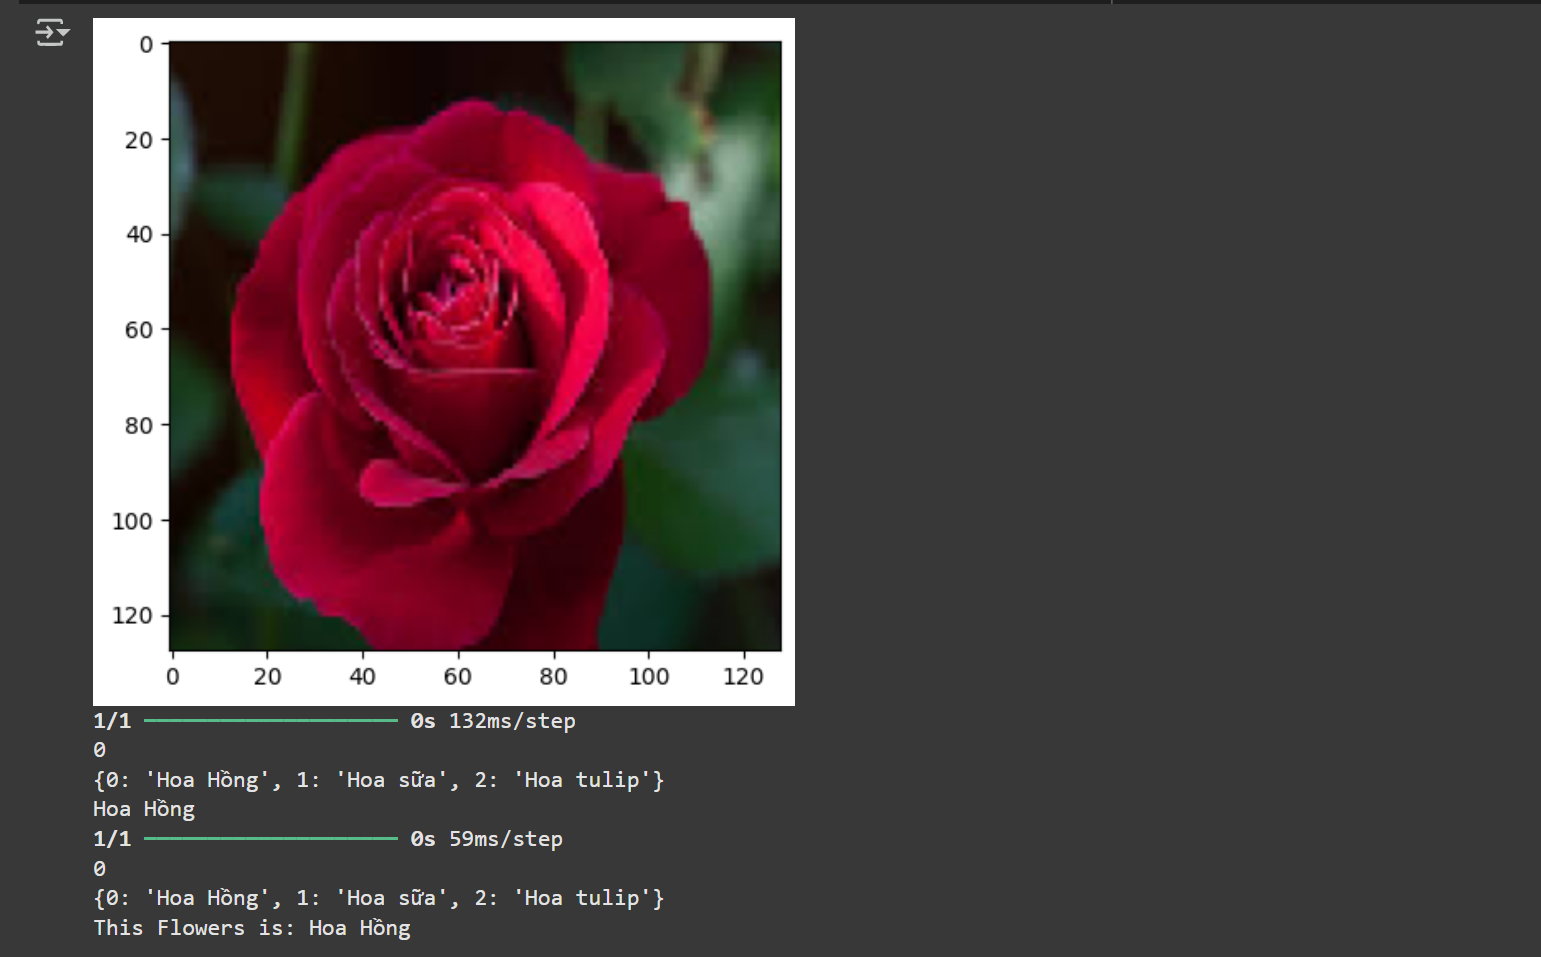 0
20
40
60
80
100
120
0 20 40 60 80 100 120
1/1 ━━━━━━━━━━━━━━━━━━━━ 0s 132ms/step
0
{0: 'Hoa Hồng', 1: 'Hoa sữa', 2: 'Hoa tulip'}
Hoa Hồng
1/1 ━━━━━━━━━━━━━━━━━━━━ 0s 59ms/step
0
{0: 'Hoa Hồng', 1: 'Hoa sữa', 2: 'Hoa tulip'}
This Flowers is: Hoa Hồng